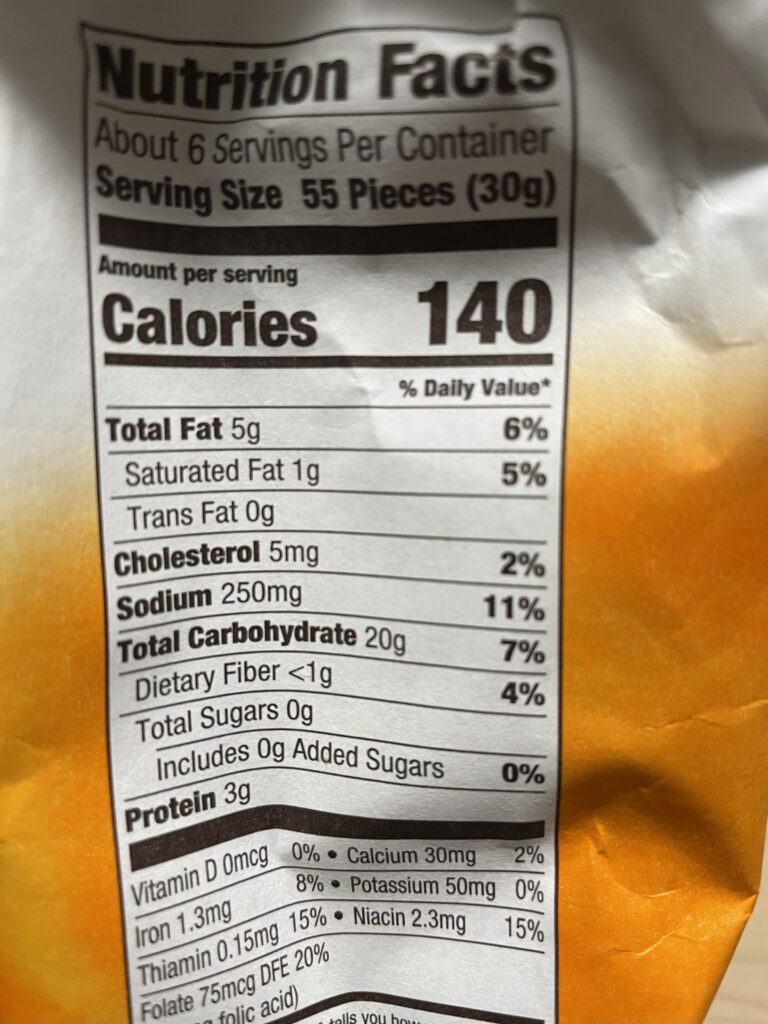 Nutrition Facts
About 6 Servings Per Container
Serving Size 55 Pieces (30g)
Amount per serving
Calories 140
% Daily Value*
Total Fat 5g 6%
Saturated Fat 1g 5%
Trans Fat 0g
Cholesterol 5mg 2%
Sodium 250mg 11%
Total Carbohydrate 20g 7%
Dietary Fiber <1g 4%
Total Sugars 0g
Includes 0g Added Sugars 0%
Protein 3g
Vitamin D 0mcg 0% • Calcium 30mg 2%
Iron 1.3mg 8% • Potassium 50mg 0%
Thiamin 0.15mg 15% • Niacin 2.3mg 15%
Folate 75mcg DFE 20%
folic acid)
tells you how